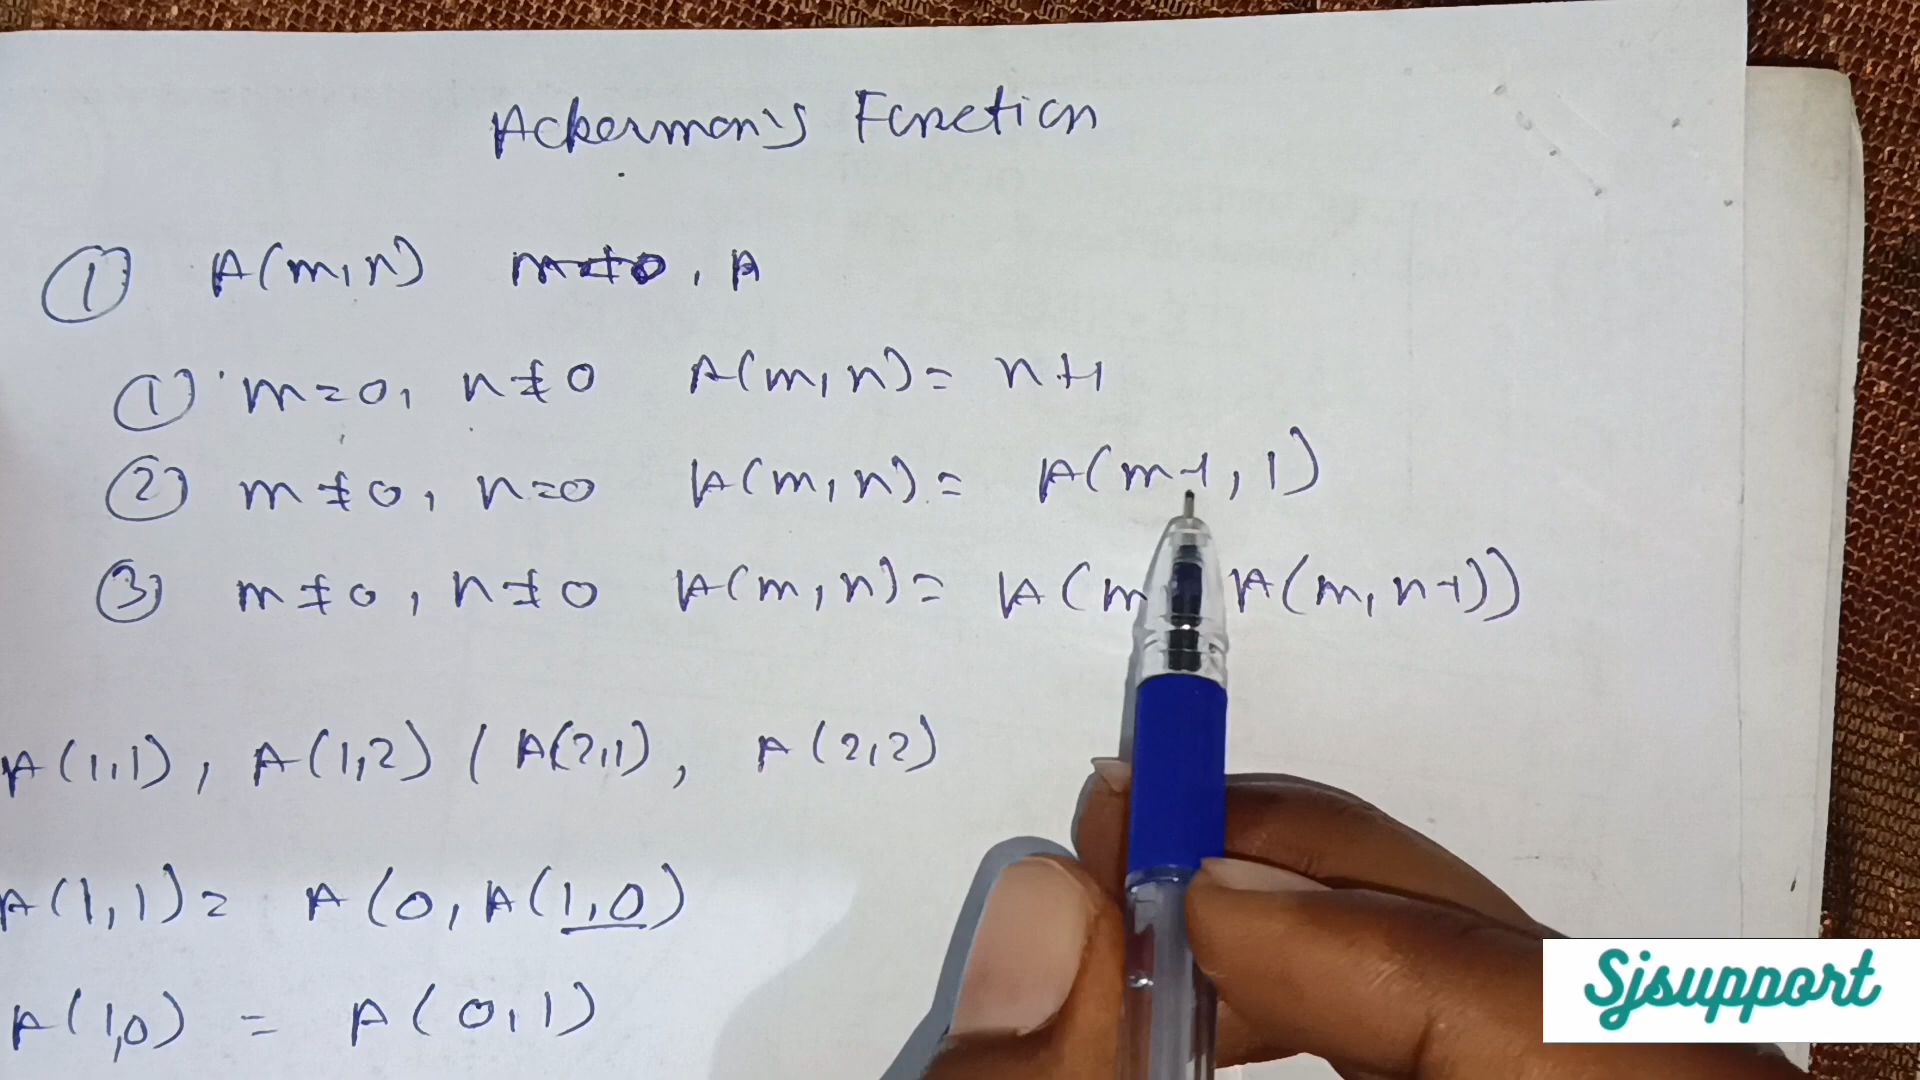 Ackerman's Function
① A(m,n) m≠0, A
① m=0, n≠0 A(m,n)= n+1
② m≠0, n=0 A(m,n)= A(m-1,1)
③ m≠0, n≠0 A(m,n)= A(m A(m,n-1))
A(1,1), A(1,2) / A(2,1), A(2,2)
A(1,1)= A(0,A(1,0)
A(1,0) = A(0,1)
Sjsupport